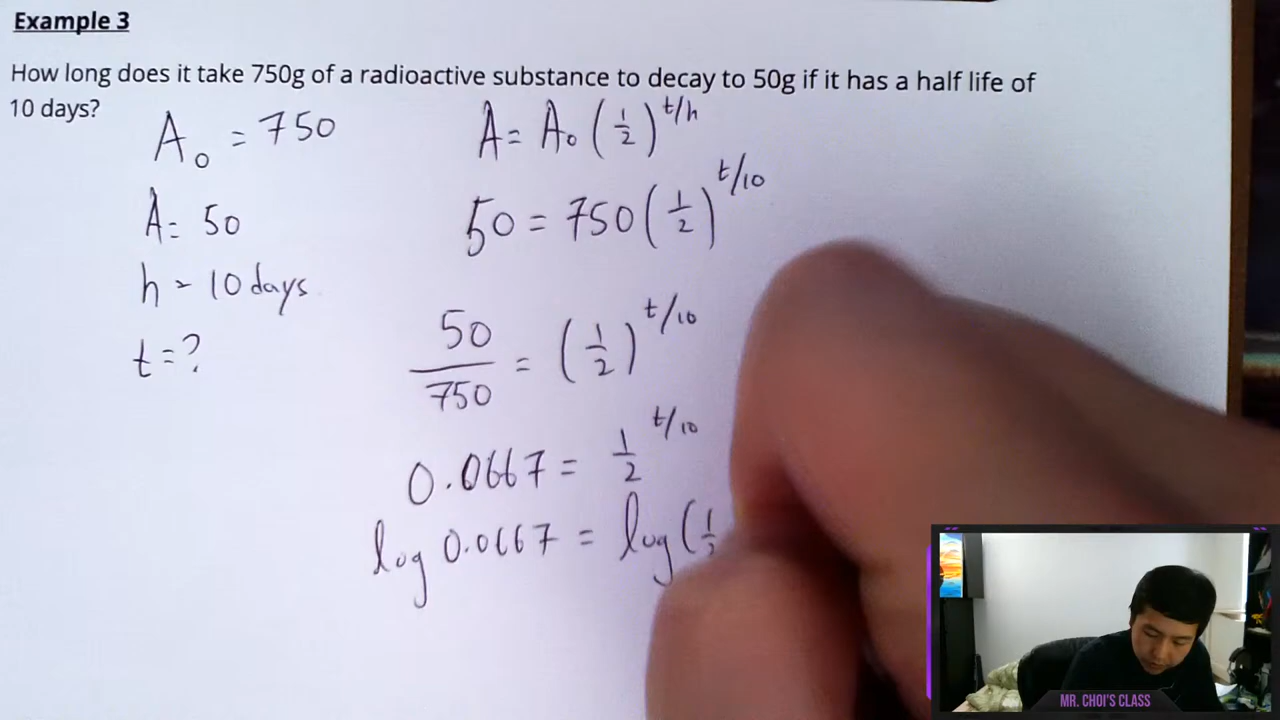 Example 3
How long does it take 750g of a radioactive substance to decay to 50g if it has a half life of
10 days?
A₀ = 750
A = 50
h = 10 days
t = ?
A = A₀ (1/2)^t/h
50 = 750 (1/2)^t/10
50/750 = (1/2)^t/10
0.0667 = 1/2^t/10
log 0.0667 = log (1/2
MR. CHOI'S CLASS